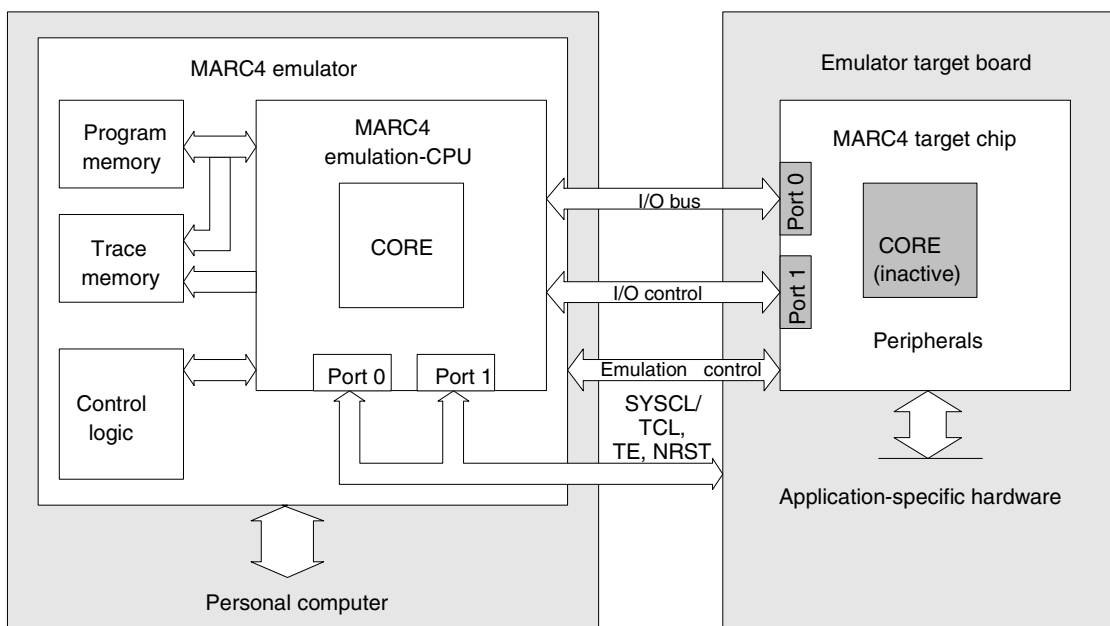 MARC4 emulator
Program
memory
Trace
memory
Control
logic
MARC4
emulation-CPU
CORE
Port 0
Port 1
Personal computer
I/O bus
I/O control
Emulation control
SYSCL/
TCL,
TE, NRST
Emulator target board
MARC4 target chip
Port 0
Port 1
CORE
(inactive)
Peripherals
Application-specific hardware